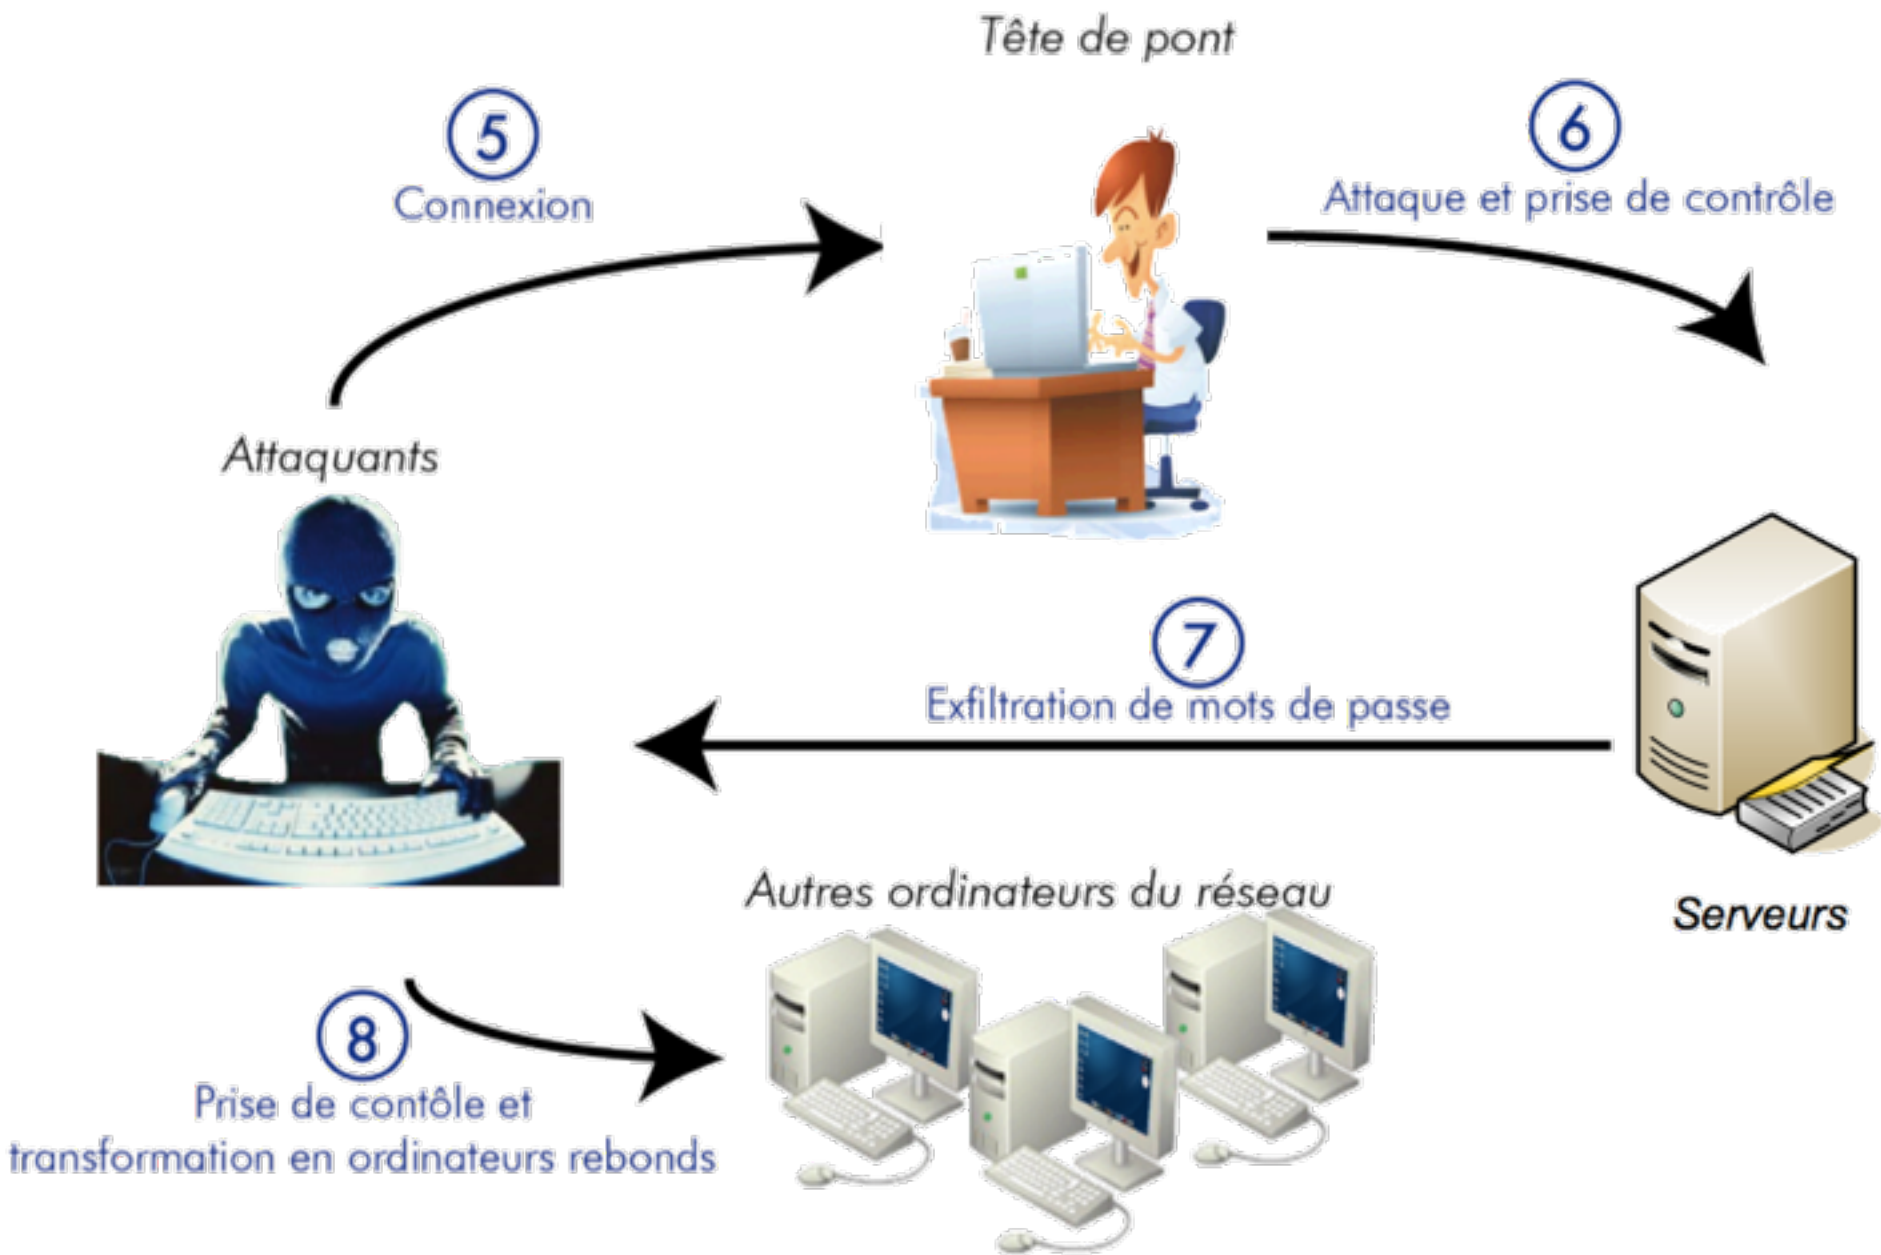 Tête de pont
5
Connexion
6
Attaque et prise de contrôle
Attaquants
7
Exfiltration de mots de passe
Serveurs
Autres ordinateurs du réseau
8
Prise de contôle et
transformation en ordinateurs rebonds